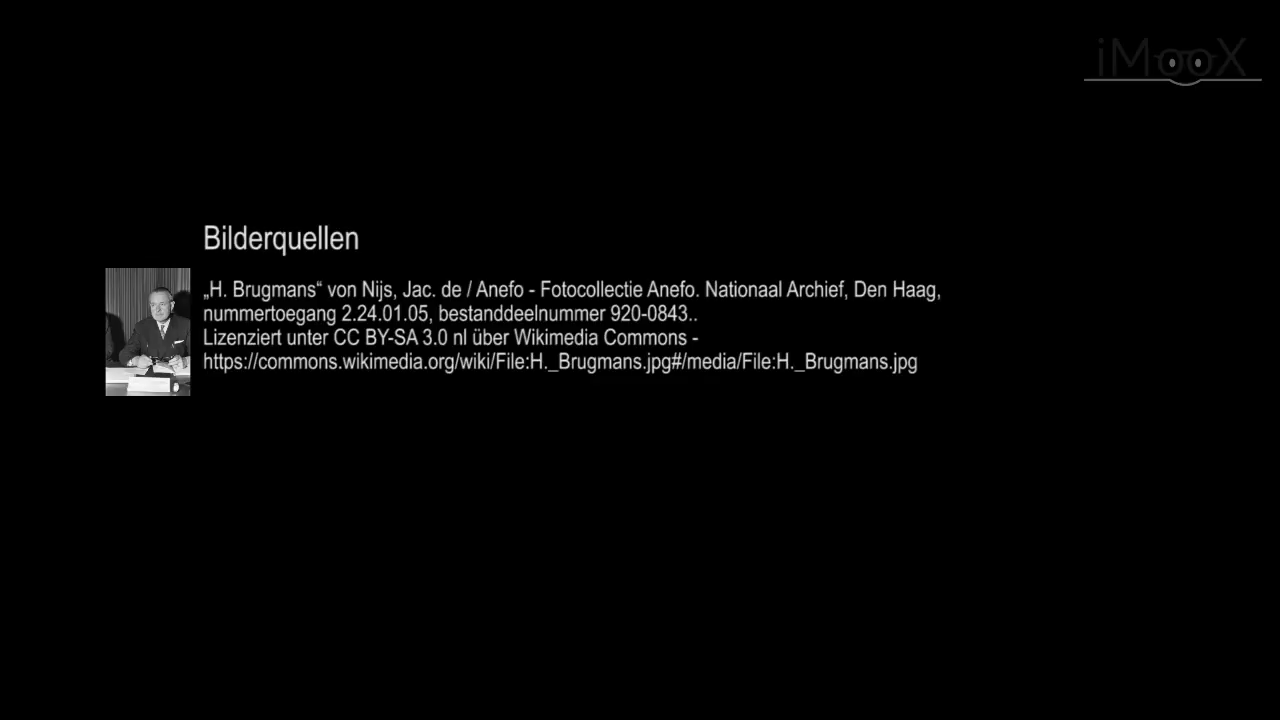 iMooX
Bilderquellen
„H. Brugmans“ von Nijs, Jac. de / Anefo - Fotocollectie Anefo. Nationaal Archief, Den Haag,
nummertoegang 2.24.01.05, bestanddeelnummer 920-0843..
Lizenziert unter CC BY-SA 3.0 nl über Wikimedia Commons -
https://commons.wikimedia.org/wiki/File:H._Brugmans.jpg#/media/File:H._Brugmans.jpg